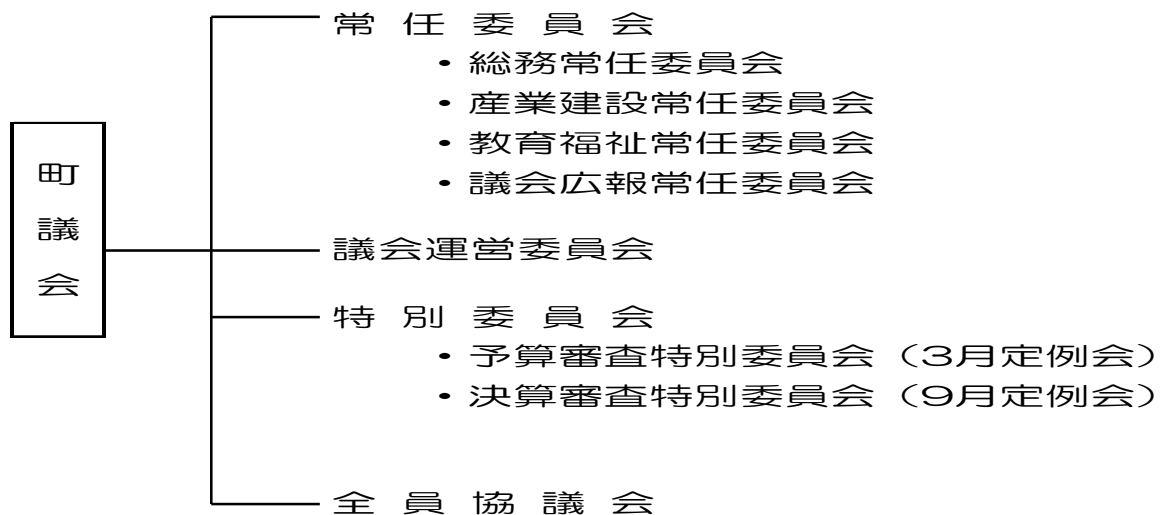 町議会
常任委員会
・総務常任委員会
・産業建設常任委員会
・教育福祉常任委員会
・議会広報常任委員会
議会運営委員会
特別委員会
・予算審査特別委員会（3月定例会）
・決算審査特別委員会（9月定例会）
全員協議会